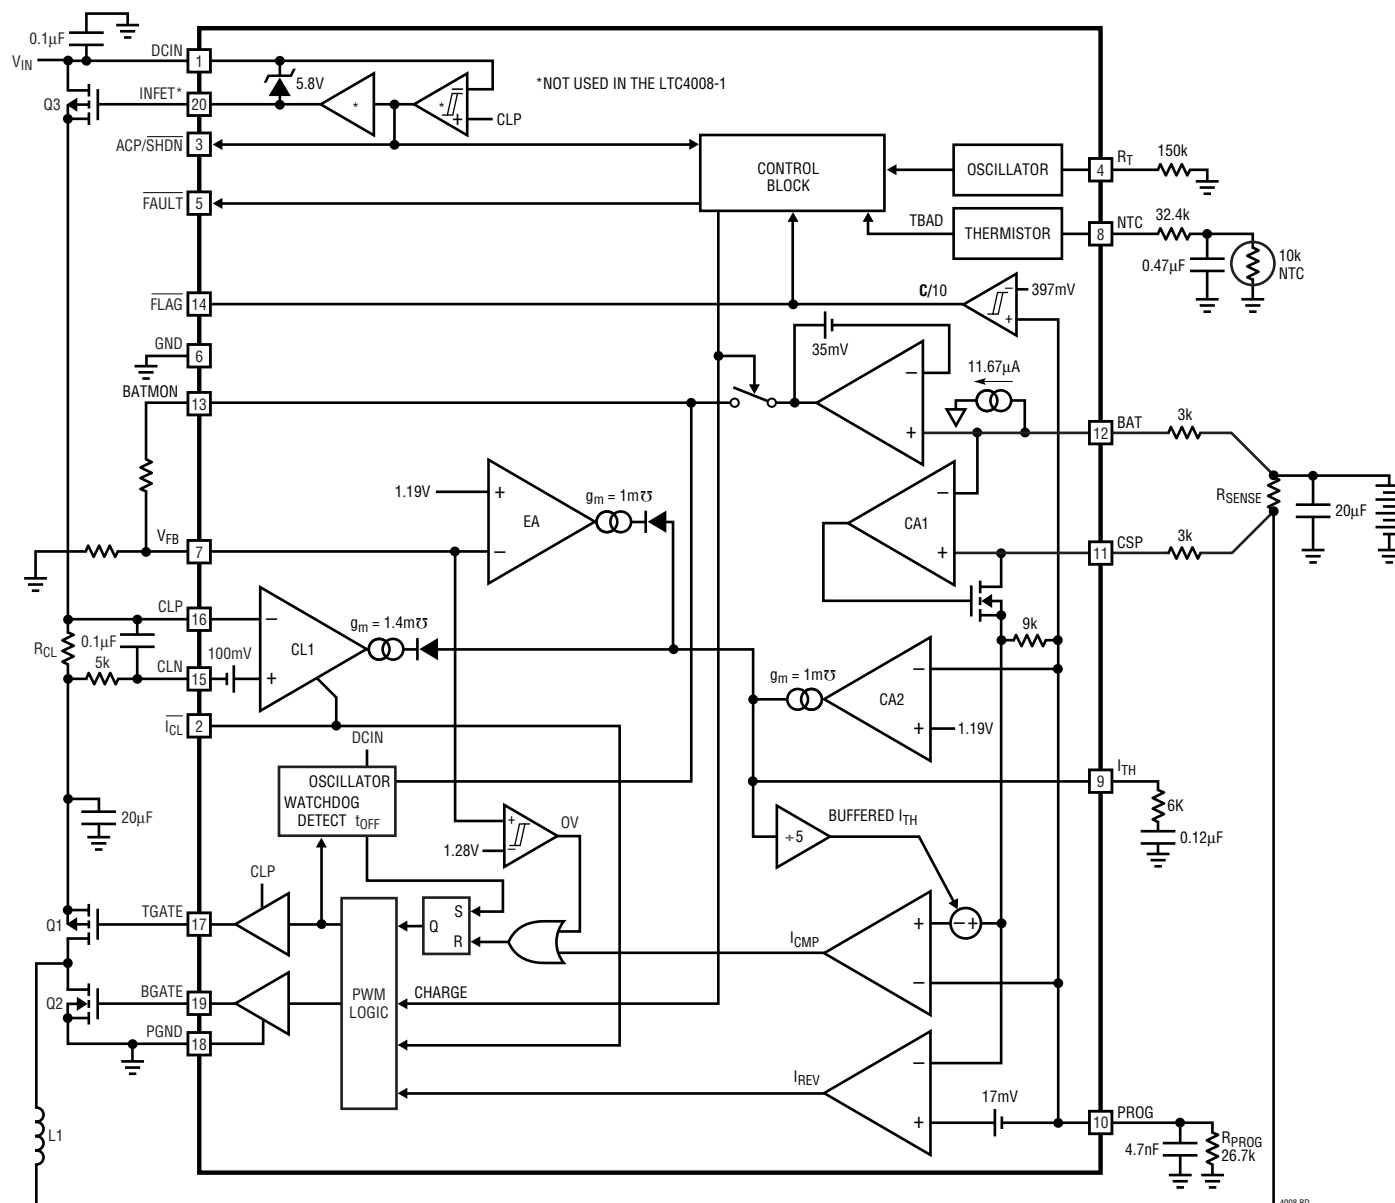 0.1µF
VIN
DCIN
1
5.8V
*NOT USED IN THE LTC4008-1
Q3
INFET*
20
*
*
+
CLP
ACP/SHDN
3
CONTROL
BLOCK
OSCILLATOR
4
RT
150k
FAULT
5
TBAD
THERMISTOR
8
NTC
32.4k
0.47µF
10k
NTC
FLAG
14
C/10
–
397mV
+
GND
6
35mV
11.67µA
BATMON
13
–
+
12
BAT
3k
RSENSE
20µF
1.19V
+
EA
–
gm = 1m℧
–
CA1
+
11
CSP
3k
VFB
7
CLP
16
–
CL1
+
gm = 1.4m℧
RCL
0.1µF
5k
CLN
15
100mV
9k
gm = 1m℧
–
CA2
+
1.19V
ICL
2
DCIN
OSCILLATOR
WATCHDOG
DETECT tOFF
20µF
+
–
1.28V
OV
÷5
BUFFERED ITH
9
ITH
6K
0.12µF
CLP
Q1
TGATE
17
S
Q
R
ICMP
+
–
–+
Q2
BGATE
19
PWM
LOGIC
CHARGE
PGND
18
IREV
–
+
17mV
10
PROG
4.7nF
RPROG
26.7k
L1
4008 BD